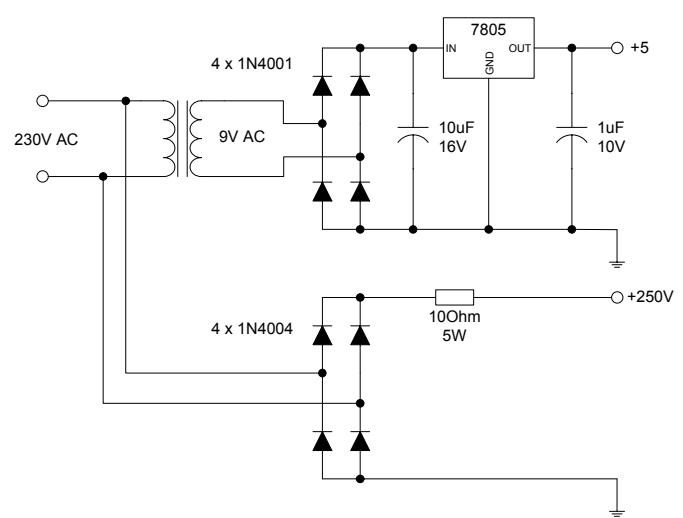 7805
IN
OUT
GND
+5
4 x 1N4001
230V AC
9V AC
10uF
16V
1uF
10V
+250V
4 x 1N4004
10Ohm
5W